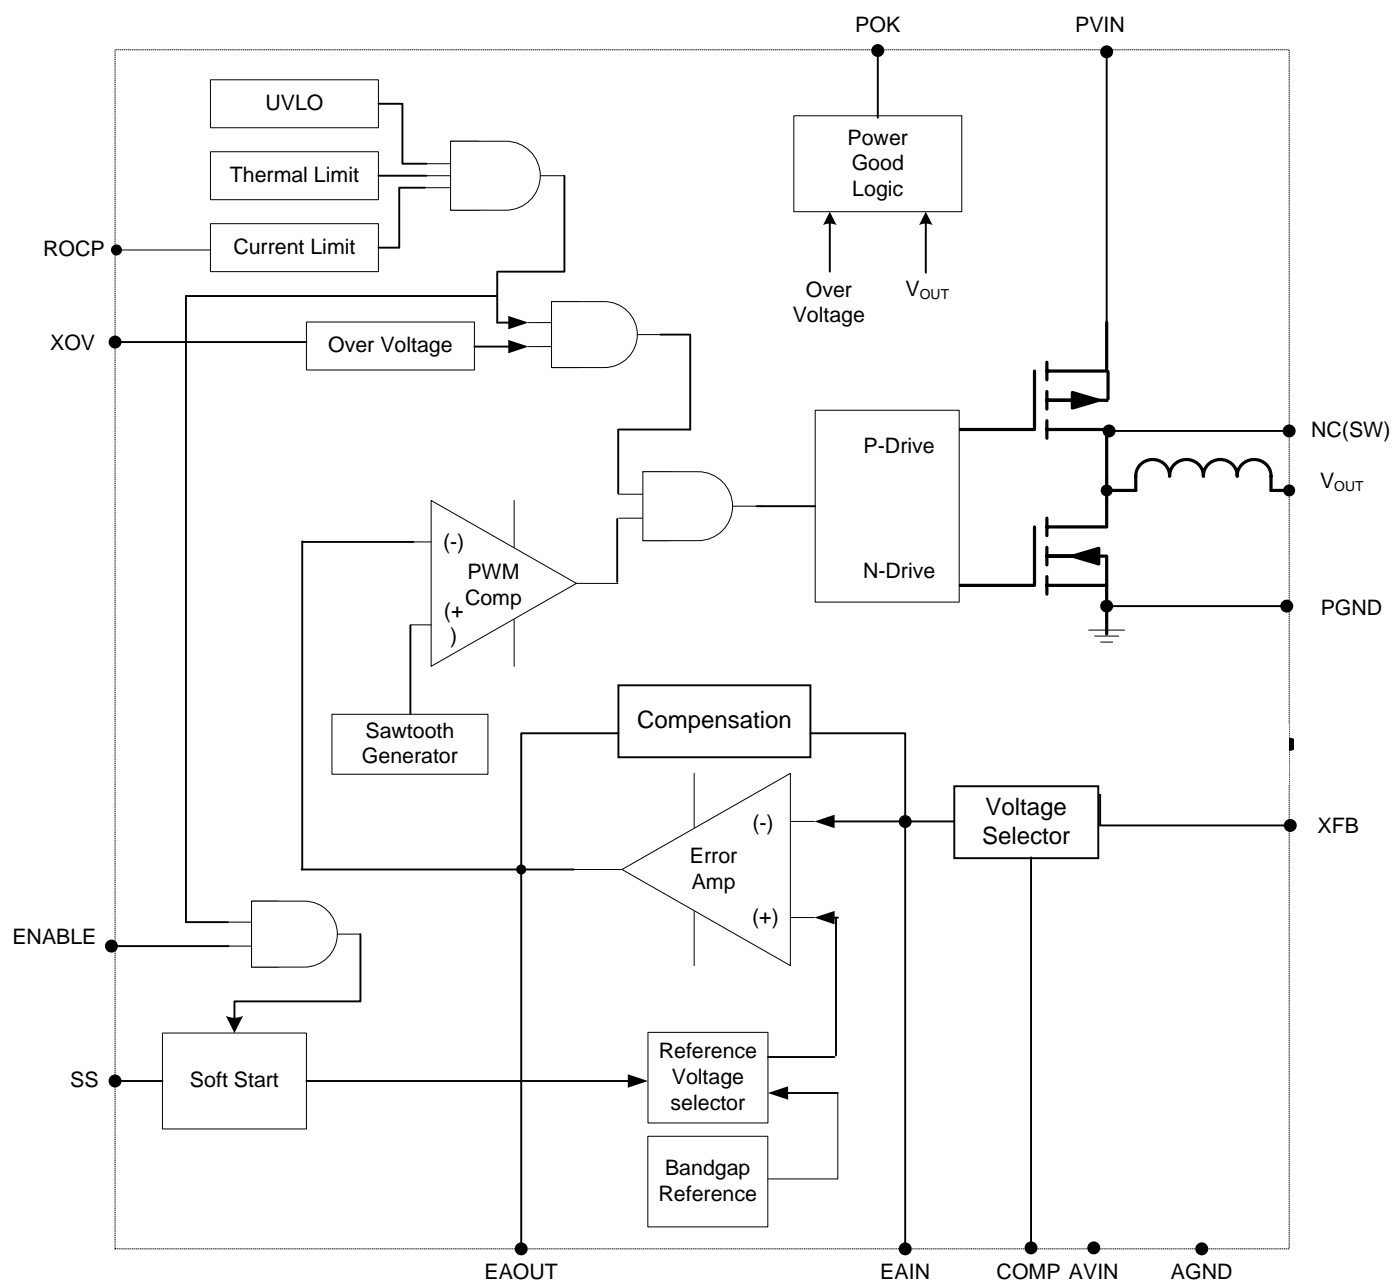 POK
PVIN
UVLO
Thermal Limit
Current Limit
ROCP
Power
Good
Logic
Over
Voltage
VOUT
XOV
Over Voltage
P-Drive
N-Drive
NC(SW)
VOUT
PGND
(-)
PWM
Comp
(+
)
Sawtooth
Generator
Compensation
Voltage
Selector
XFB
(-)
Error
Amp
(+)
ENABLE
SS
Soft Start
Reference
Voltage
selector
Bandgap
Reference
EAOUT
EAIN
COMP
AVIN
AGND